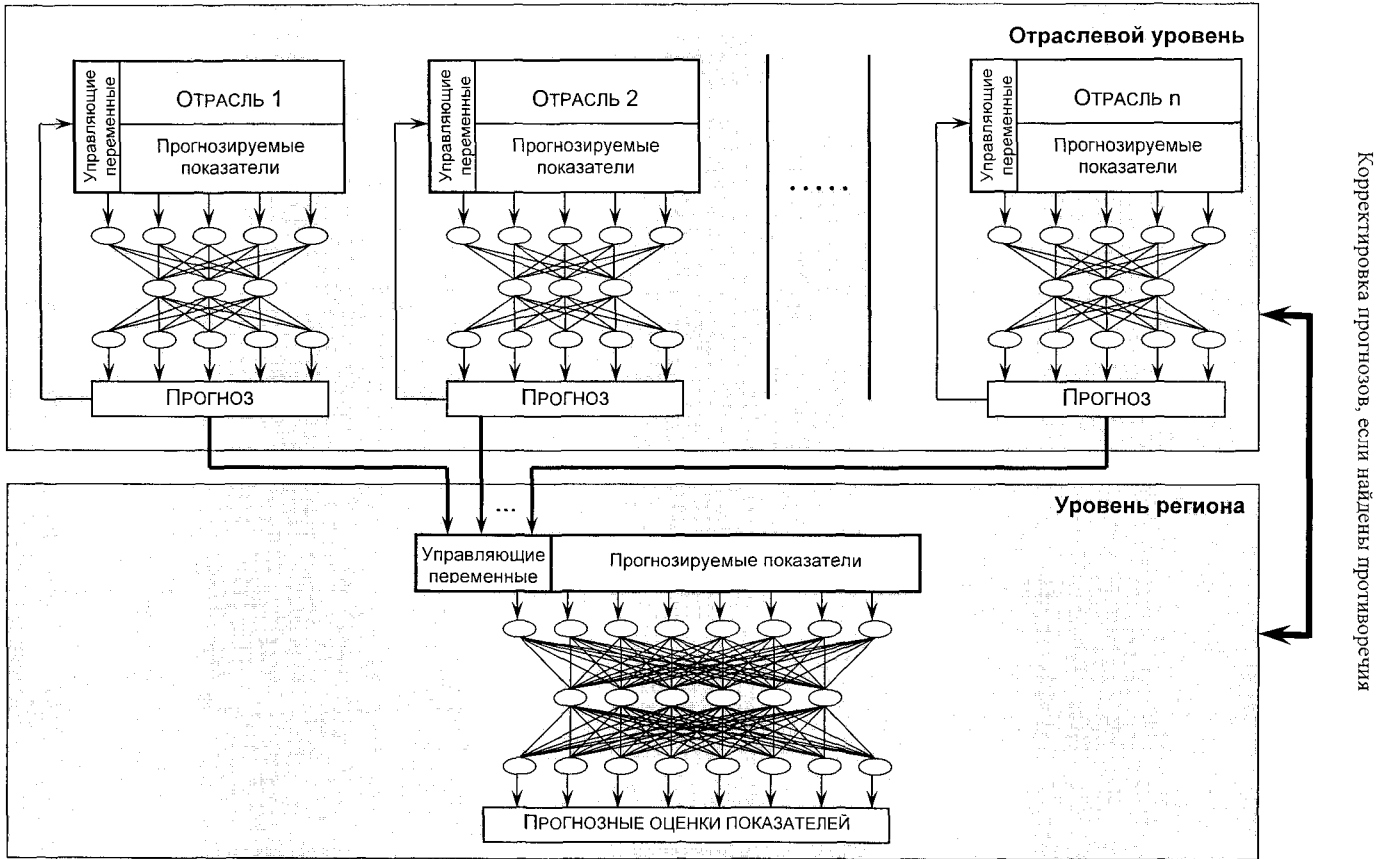 Отраслевой уровень
Управляющие
переменные
ОТРАСЛЬ 1
Прогнозируемые
показатели
ПРОГНОЗ
Управляющие
переменные
ОТРАСЛЬ 2
Прогнозируемые
показатели
ПРОГНОЗ
.....
Управляющие
переменные
ОТРАСЛЬ n
Прогнозируемые
показатели
ПРОГНОЗ
Уровень региона
...
Управляющие
переменные
Прогнозируемые показатели
ПРОГНОЗНЫЕ ОЦЕНКИ ПОКАЗАТЕЛЕЙ
Корректировка прогнозов, если найдены противоречия